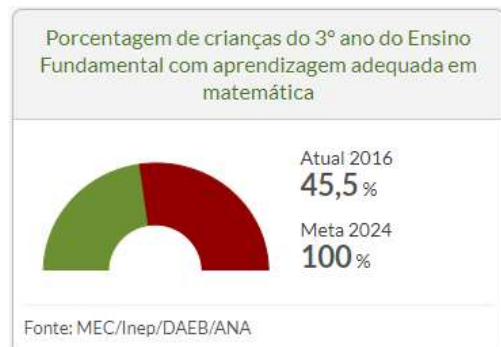 Porcentagem de crianças do 3° ano do Ensino
Fundamental com aprendizagem adequada em
matemática
Atual 2016
45,5 %
Meta 2024
100 %
Fonte: MEC/Inep/DAEB/ANA